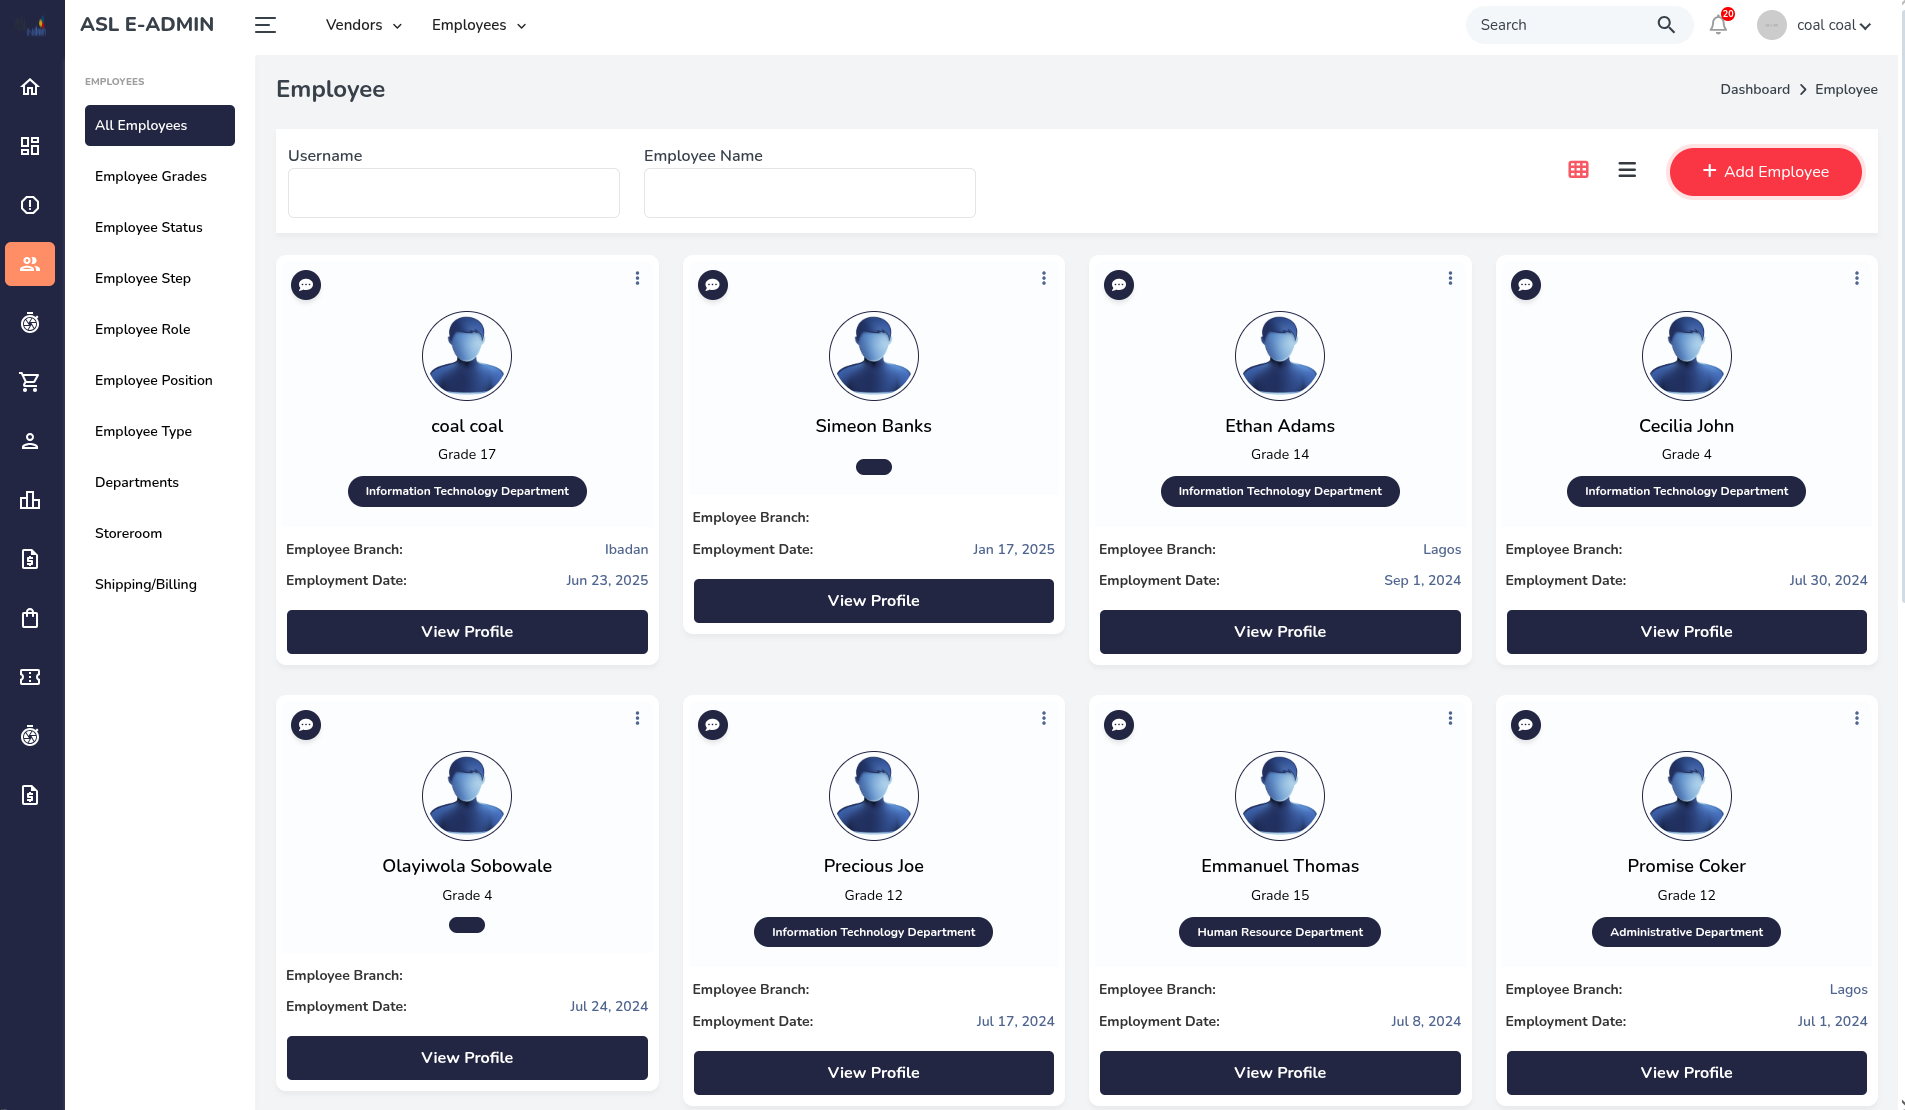 ASL E-ADMIN
Vendors
Employees
Search
20
coal coal
EMPLOYEES
All Employees
Employee Grades
Employee Status
Employee Step
Employee Role
Employee Position
Employee Type
Departments
Storeroom
Shipping/Billing
Employee
Dashboard
Employee
Username
Employee Name
+ Add Employee
coal coal
Grade 17
Information Technology Department
Employee Branch: Ibadan
Employment Date: Jun 23, 2025
View Profile
Simeon Banks
Employee Branch:
Employment Date: Jan 17, 2025
View Profile
Ethan Adams
Grade 14
Information Technology Department
Employee Branch: Lagos
Employment Date: Sep 1, 2024
View Profile
Cecilia John
Grade 4
Information Technology Department
Employee Branch:
Employment Date: Jul 30, 2024
View Profile
Olayiwola Sobowale
Grade 4
Employee Branch:
Employment Date: Jul 24, 2024
View Profile
Precious Joe
Grade 12
Information Technology Department
Employee Branch:
Employment Date: Jul 17, 2024
View Profile
Emmanuel Thomas
Grade 15
Human Resource Department
Employee Branch:
Employment Date: Jul 8, 2024
View Profile
Promise Coker
Grade 12
Administrative Department
Employee Branch: Lagos
Employment Date: Jul 1, 2024
View Profile